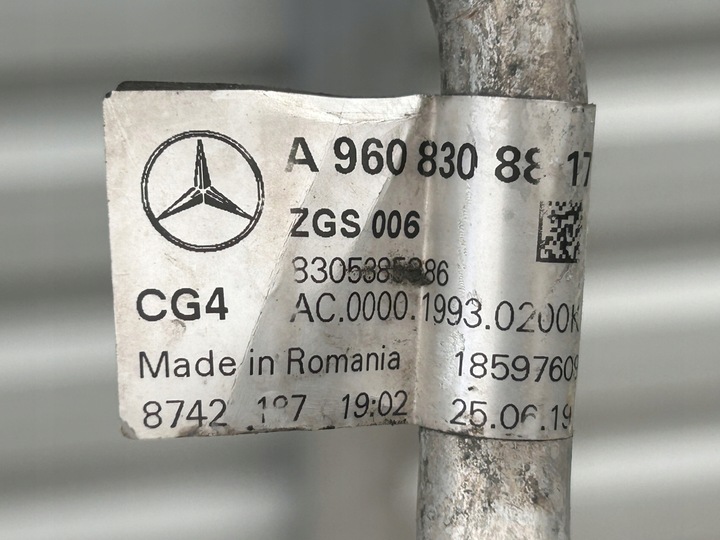 A 960 830 88 17
ZGS 006
CG4
AC.0000.1993.0200K
Made in Romania 18597609
8742 19:02 25.06.19